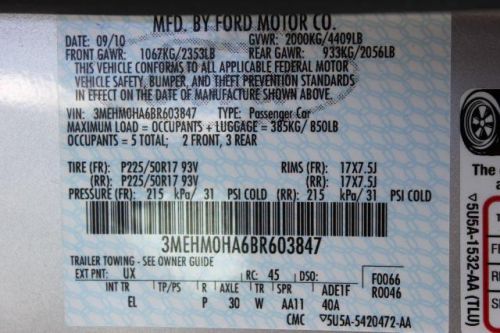 MFD. BY FORD MOTOR CO.
DATE: 09/10 GVWR: 2000KG/4409LB
FRONT GAWR: 1067KG/2353LB REAR GAWR: 933KG/2056LB
THIS VEHICLE CONFORMS TO ALL APPLICABLE FEDERAL MOTOR
VEHICLE SAFETY, BUMPER, AND THEFT PREVENTION STANDARDS
IN EFFECT ON THE DATE OF MANUFACTURE SHOWN ABOVE.
VIN: 3MEHM0HA6BR603847 TYPE: Passenger Car
MAXIMUM LOAD = OCCUPANTS + LUGGAGE = 385KG/ 850LB
OCCUPANTS = 5 TOTAL; 2 FRONT, 3 REAR
TIRE (FR): P225/50R17 93V RIMS (FR): 17X7.5J
(RR): P225/50R17 93V (RR): 17X7.5J
PRESSURE (FR): 215 kPa/ 31 PSI COLD (RR): 215 kPa/31 PSI COLD
3MEHM0HA6BR603847
TRAILER TOWING - SEE OWNER GUIDE
EXT PNT: UX RC: 45 DSO: F0066
INT TR TP/PS R AXLE TR SPR ADE1F R0046
EL P 30 W AA11 40A
CMC 5U5A-5420472-AA
The
5U5A-1532-AA (TLU)